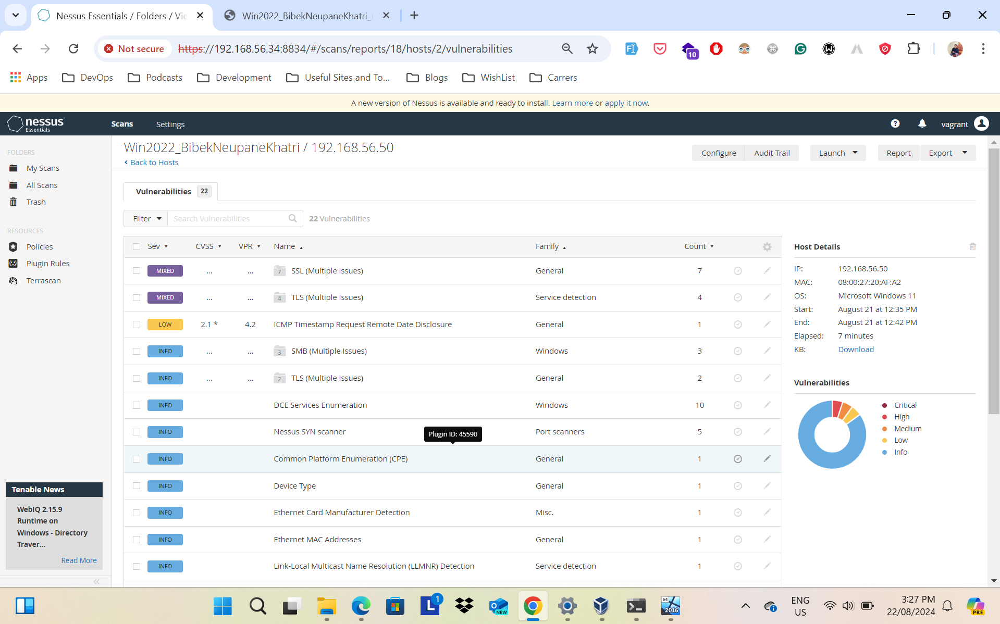 Nessus Essentials / Folders / Vie
Win2022_BibekNeupaneKhatri_
Not secure
https://192.168.56.34:8834/#/scans/reports/18/hosts/2/vulnerabilities
10
Apps
DevOps
Podcasts
Development
Useful Sites and To...
Blogs
WishList
Carrers
A new version of Nessus is available and ready to install. Learn more or apply it now.
nessus
Essentials
Scans
Settings
vagrant
FOLDERS
My Scans
All Scans
Trash
RESOURCES
Policies
Plugin Rules
Terrascan
Tenable News
WebIQ 2.15.9
Runtime on
Windows - Directory
Traver...
Read More
Win2022_BibekNeupaneKhatri / 192.168.56.50
Back to Hosts
Configure
Audit Trail
Launch
Report
Export
Vulnerabilities 22
Filter
Search Vulnerabilities
22 Vulnerabilities
Sev CVSS VPR Name Family Count
MIXED ... ... 7 SSL (Multiple Issues) General 7
MIXED ... ... 4 TLS (Multiple Issues) Service detection 4
LOW 2.1 * 4.2 ICMP Timestamp Request Remote Date Disclosure General 1
INFO ... ... 3 SMB (Multiple Issues) Windows 3
INFO ... ... 2 TLS (Multiple Issues) General 2
INFO DCE Services Enumeration Windows 10
INFO Nessus SYN scanner Port scanners 5
Plugin ID: 45590
INFO Common Platform Enumeration (CPE) General 1
INFO Device Type General 1
INFO Ethernet Card Manufacturer Detection Misc. 1
INFO Ethernet MAC Addresses General 1
INFO Link-Local Multicast Name Resolution (LLMNR) Detection Service detection 1
Host Details
IP: 192.168.56.50
MAC: 08:00:27:20:AF:A2
OS: Microsoft Windows 11
Start: August 21 at 12:35 PM
End: August 21 at 12:42 PM
Elapsed: 7 minutes
KB: Download
Vulnerabilities
Critical
High
Medium
Low
Info
L 1
NEW
64
2016
ENG
US
3:27 PM
22/08/2024
PRE